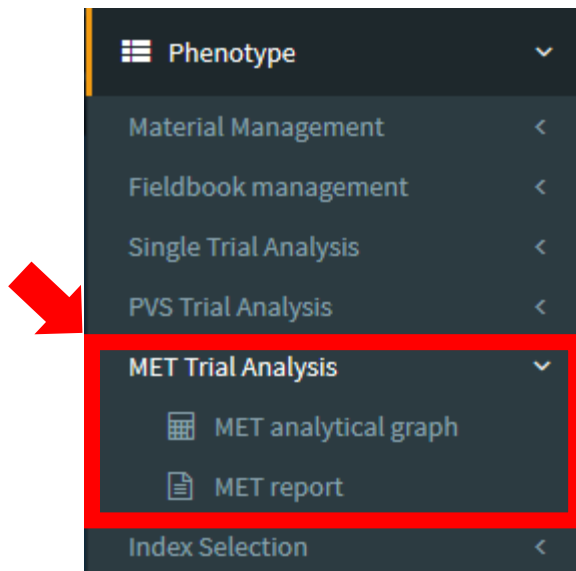 Phenotype
Material Management
Fieldbook management
Single Trial Analysis
PVS Trial Analysis
MET Trial Analysis
MET analytical graph
MET report
Index Selection